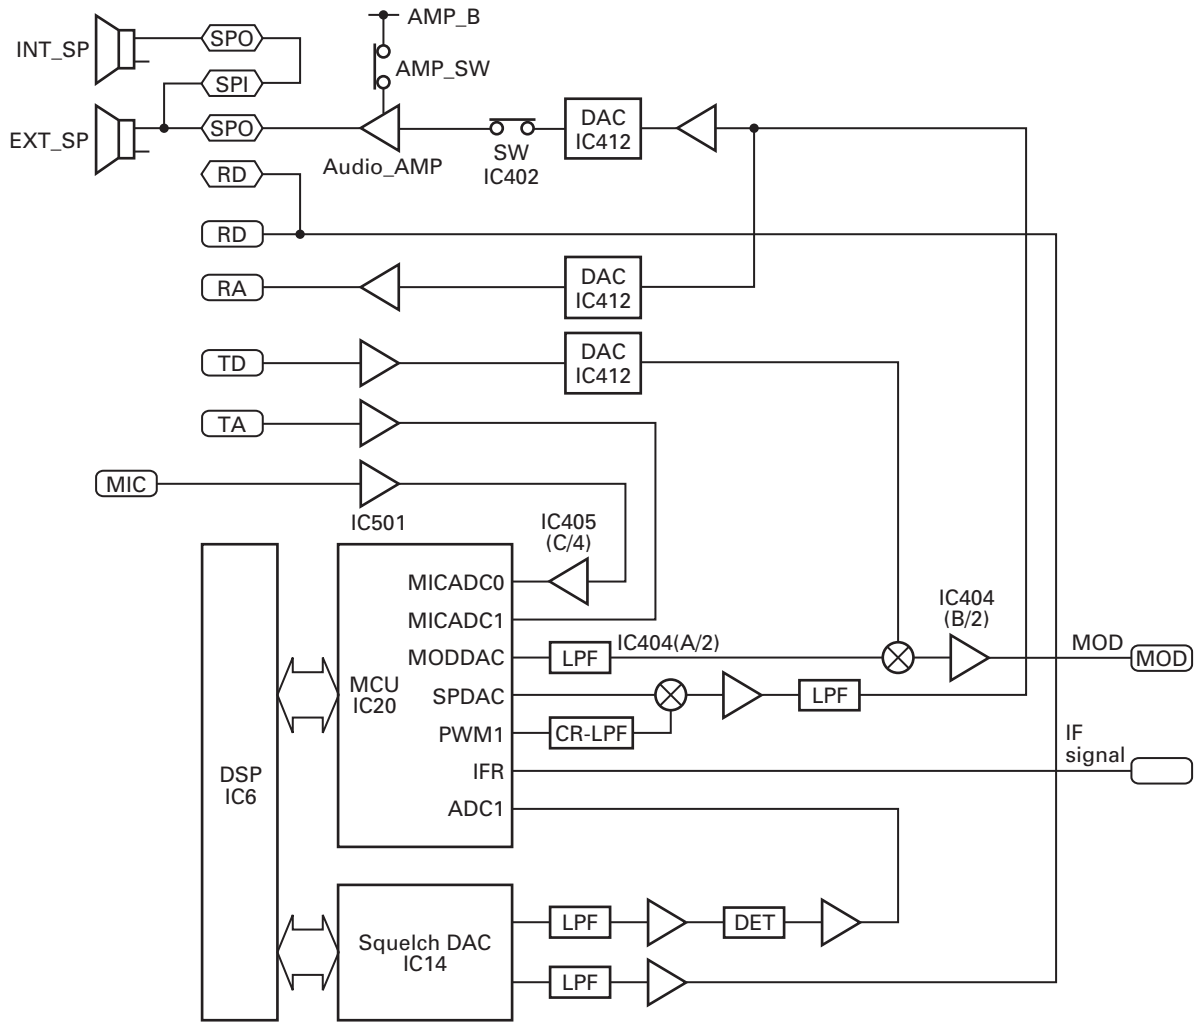 AMP_B
INT_SP
SPO
AMP_SW
SPI
EXT_SP
SPO
Audio_AMP
SW
IC402
DAC
IC412
RD
RD
RA
DAC
IC412
TD
DAC
IC412
TA
MIC
IC501
IC405
(C/4)
MICADC0
MICADC1
MODDAC
SPDAC
PWM1
IFR
ADC1
MCU
IC20
LPF
IC404(A/2)
IC404
(B/2)
MOD
MOD
LPF
CR-LPF
IF
signal
DSP
IC6
Squelch DAC
IC14
LPF
DET
LPF